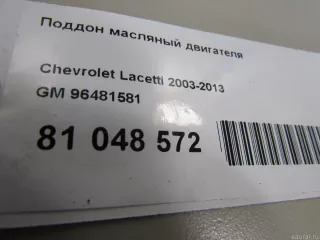 Поддон масляный двигателя
Chevrolet Lacetti 2003-2013
GM 96481581
81 048 572